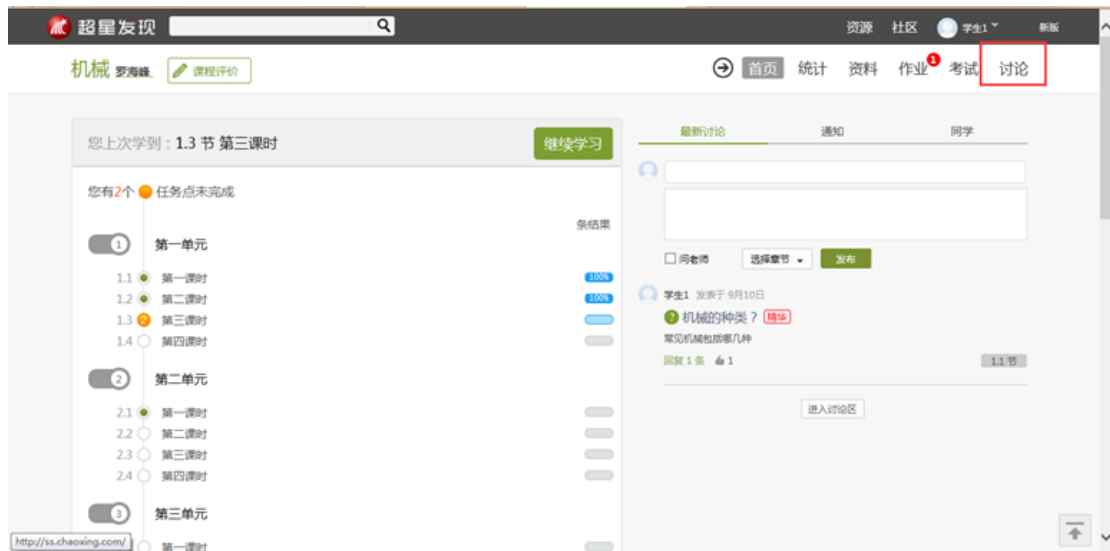 超星发现
资源 社区 学生1 新版
机械 罗海峰 课程评价
首页 统计 资料 作业 1 考试 讨论
您上次学到：1.3 节 第三课时 继续学习
您有2个 任务点未完成
条结果
1 第一单元
1.1 第一课时 100%
1.2 第二课时 100%
1.3 2 第三课时
1.4 第四课时
2 第二单元
2.1 第一课时
2.2 第二课时
2.3 第三课时
2.4 第四课时
3 第三单元
第一课时
http://ss.chaoxing.com/
最新讨论 通知 同学
问老师 选择章节 发布
学生1 发表于 9月10日
? 机械的种类？ 精华
常见机械包括哪几种
回复 1 条 1 1.1 节
进入讨论区